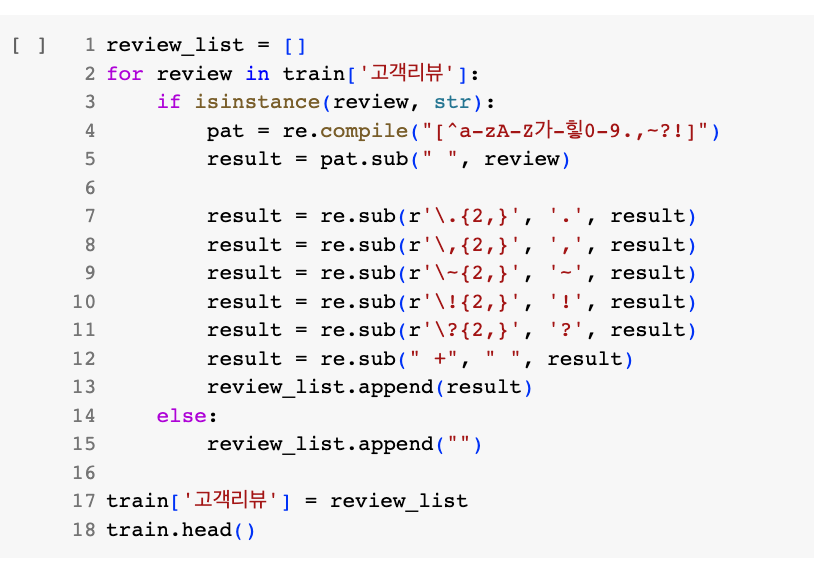 [ ] 1 review_list = []
2 for review in train['고객리뷰']:
3     if isinstance(review, str):
4         pat = re.compile("[^a-zA-Z가-힣0-9.,~?!]")
5         result = pat.sub(" ", review)
6
7         result = re.sub(r'\.{2,}', '.', result)
8         result = re.sub(r'\,{2,}', ',', result)
9         result = re.sub(r'\~{2,}', '~', result)
10         result = re.sub(r'\!{2,}', '!', result)
11         result = re.sub(r'\?{2,}', '?', result)
12         result = re.sub(" +", " ", result)
13         review_list.append(result)
14     else:
15         review_list.append("")
16
17 train['고객리뷰'] = review_list
18 train.head()